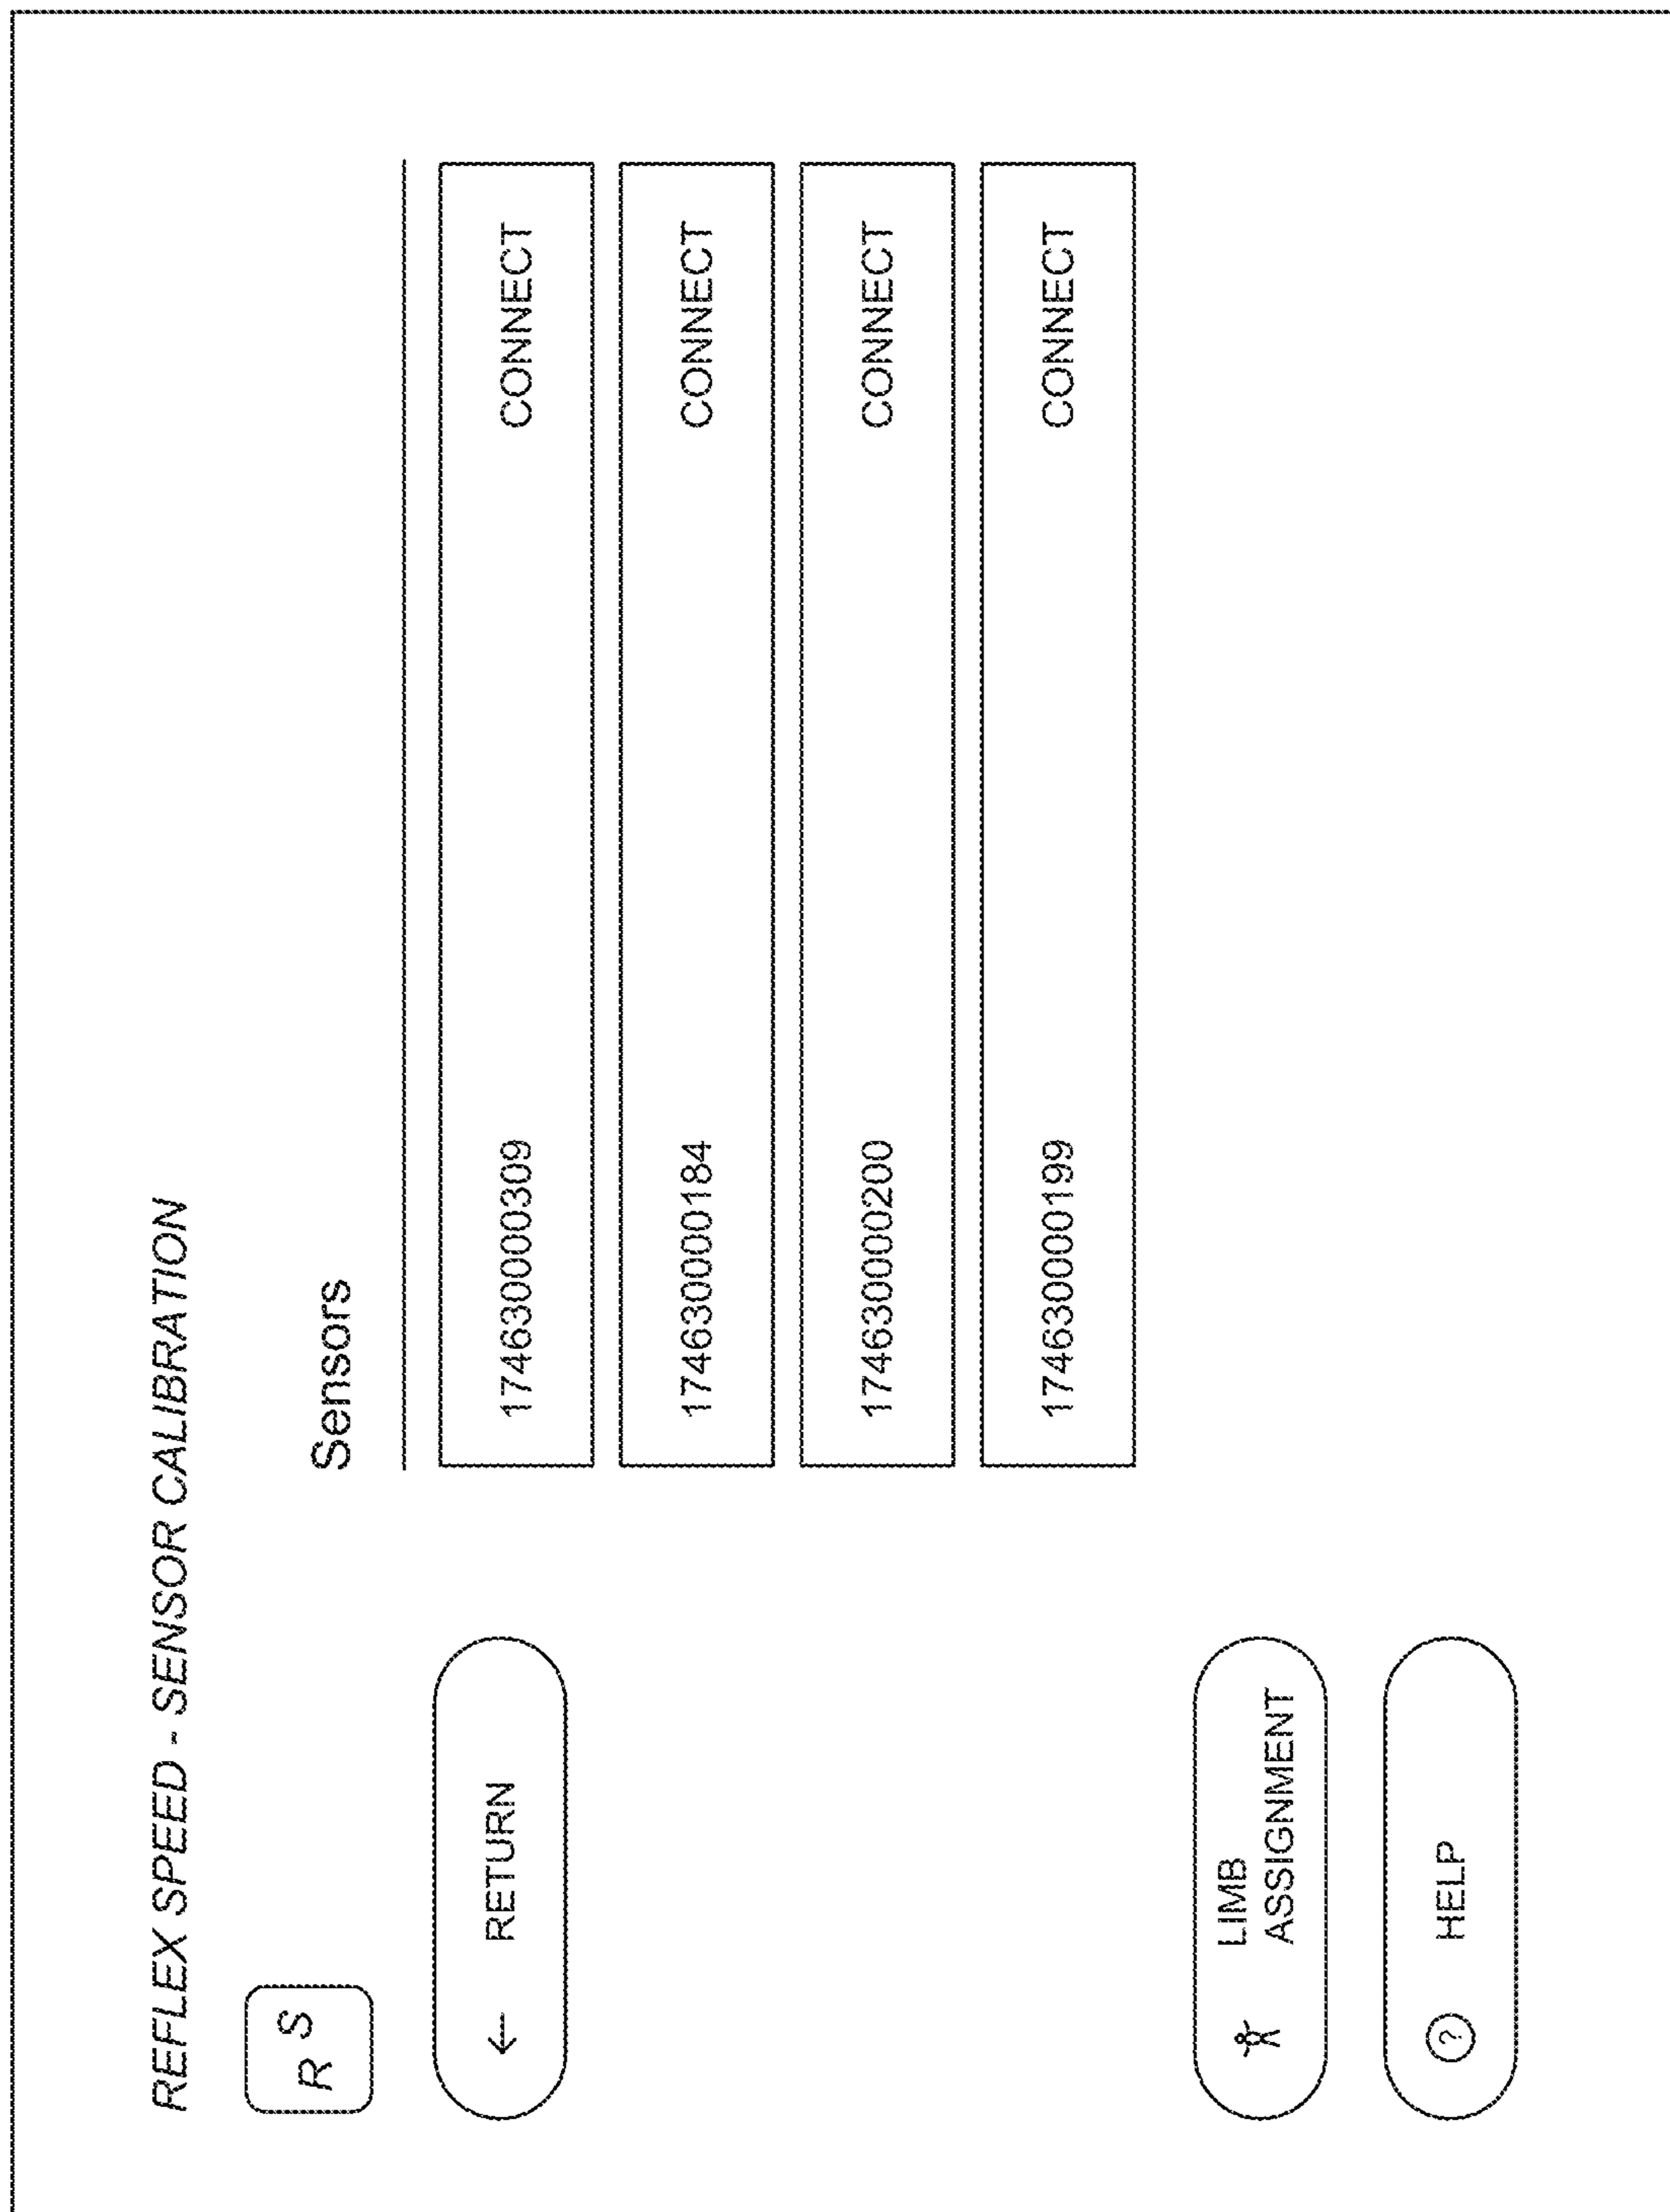 REFLEX SPEED - SENSOR CALIBRATION
R S
← RETURN
Sensors
174630000309 CONNECT
174630000184 CONNECT
174630000200 CONNECT
174630000199 CONNECT
LIMB
ASSIGNMENT
? HELP